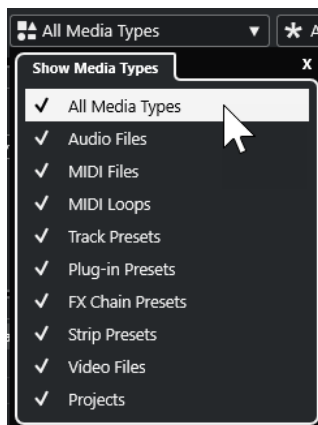 All Media Types
Show Media Types
X
All Media Types
Audio Files
MIDI Files
MIDI Loops
Track Presets
Plug-in Presets
FX Chain Presets
Strip Presets
Video Files
Projects